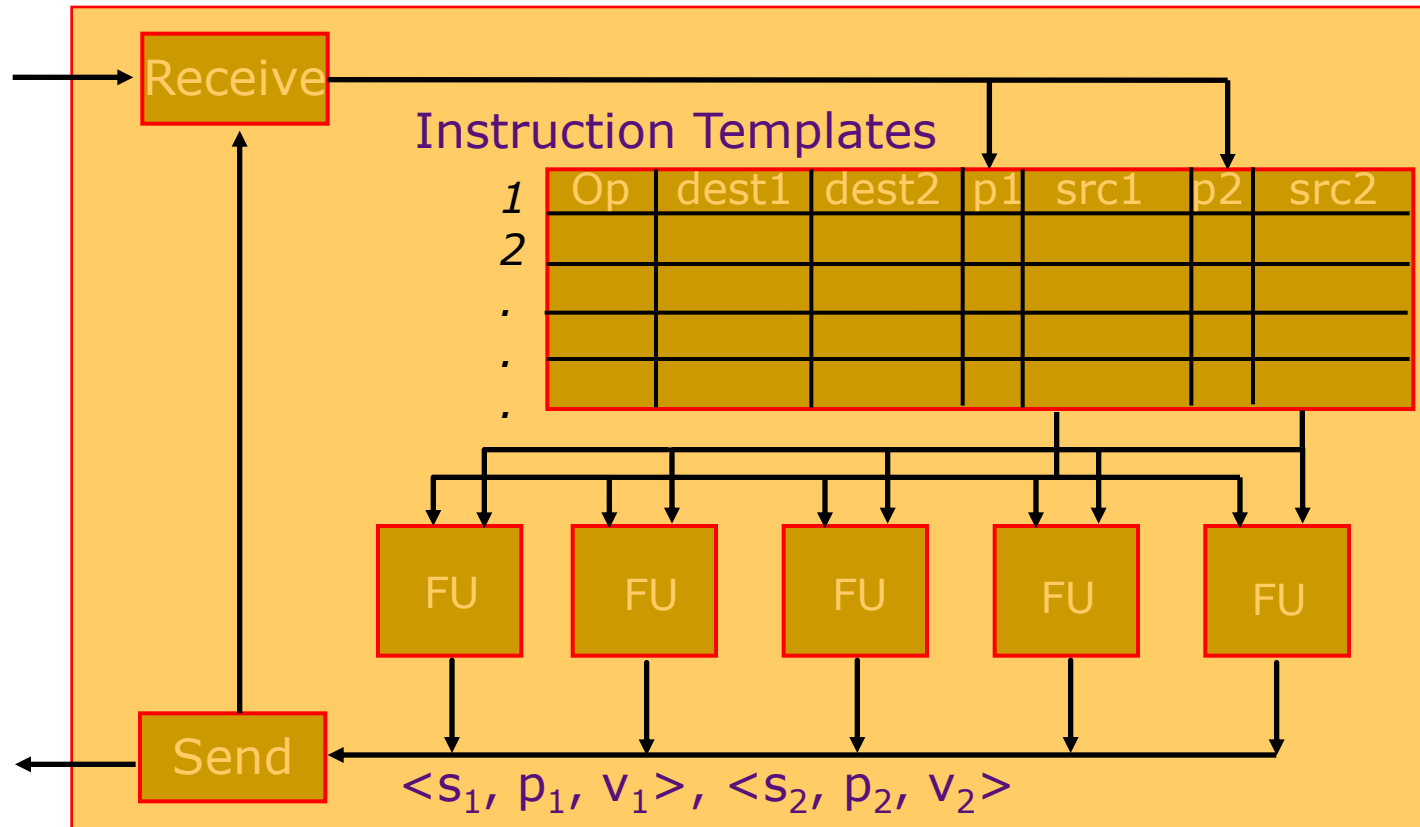 Receive
Instruction Templates
1 Op dest1 dest2 p1 src1 p2 src2
2
.
.
.
FU FU FU FU FU
Send
<s₁, p₁, v₁>, <s₂, p₂, v₂>